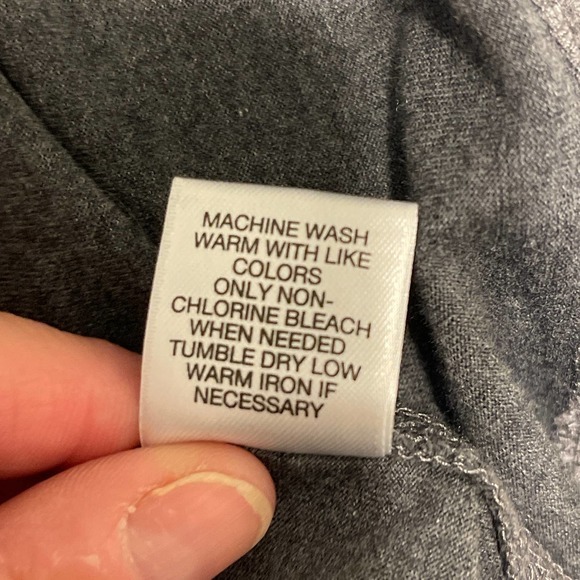 MACHINE WASH
WARM WITH LIKE
COLORS
ONLY NON-
CHLORINE BLEACH
WHEN NEEDED
TUMBLE DRY LOW
WARM IRON IF
NECESSARY